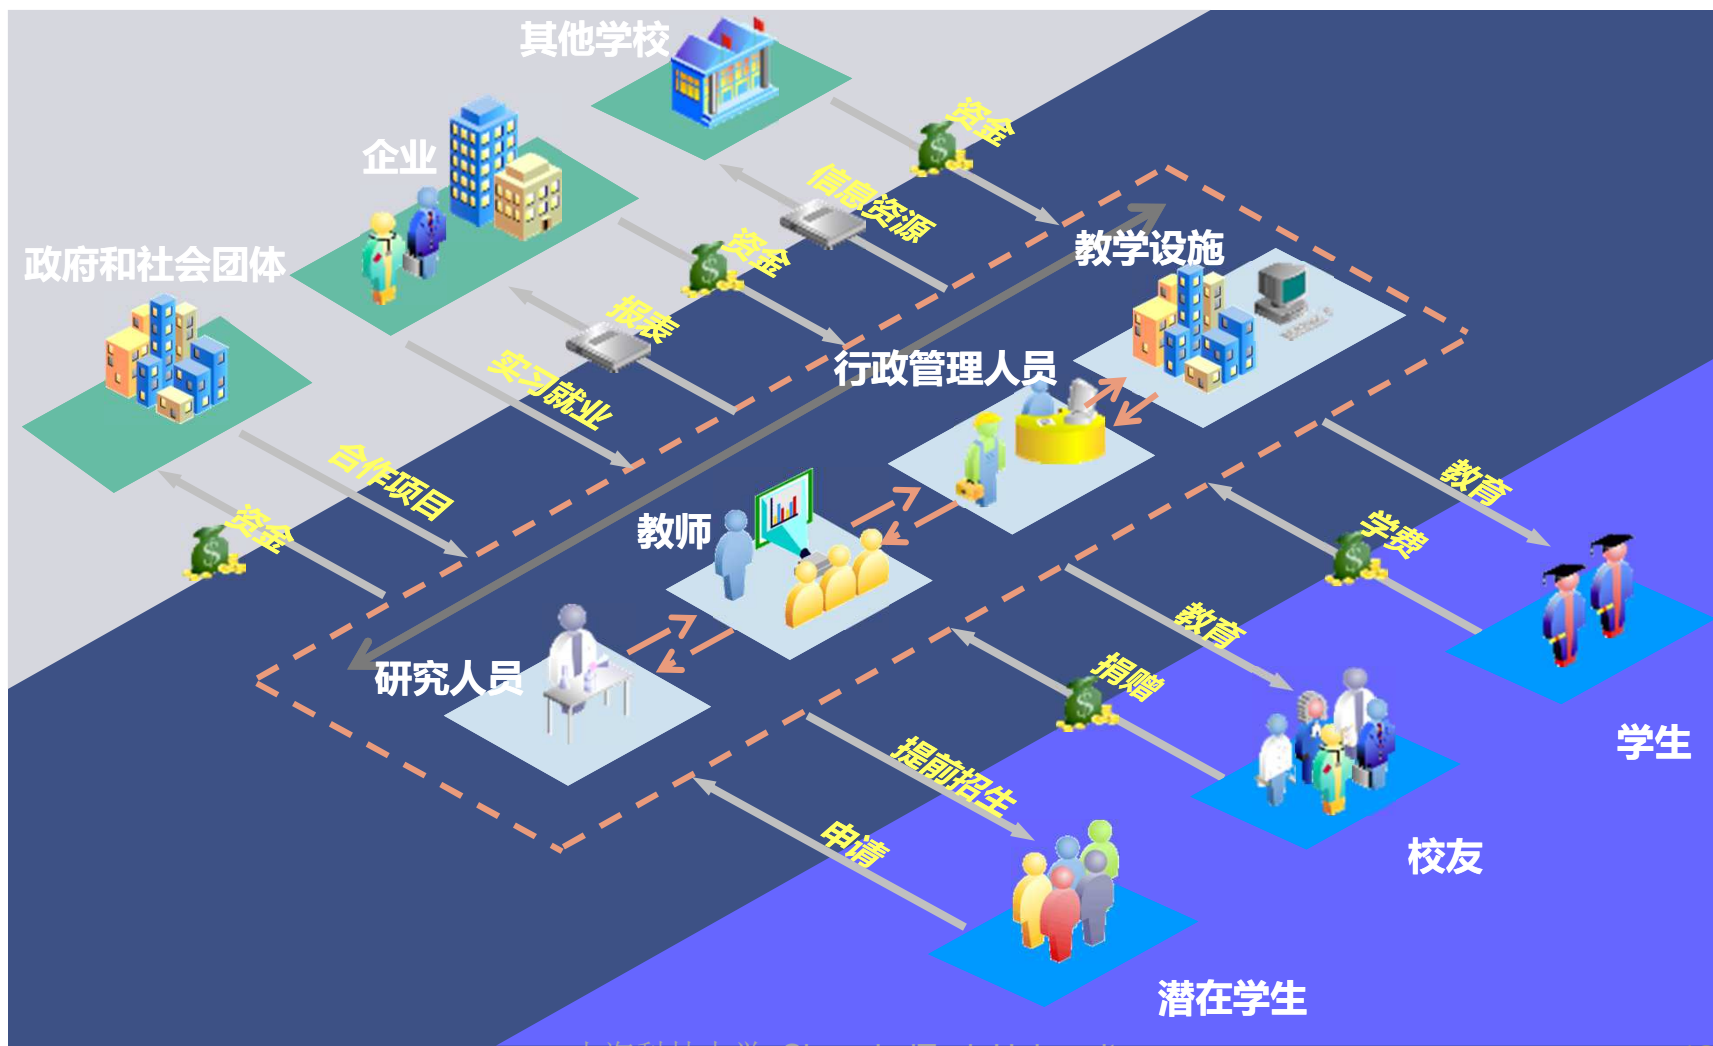 其他学校
资金
企业
信息资源
政府和社会团体
资金
教学设施
报表
行政管理人员
实习就业
合作项目
教育
资金
教师
学费
研究人员
教育
捐赠
学生
提前招生
申请
校友
潜在学生